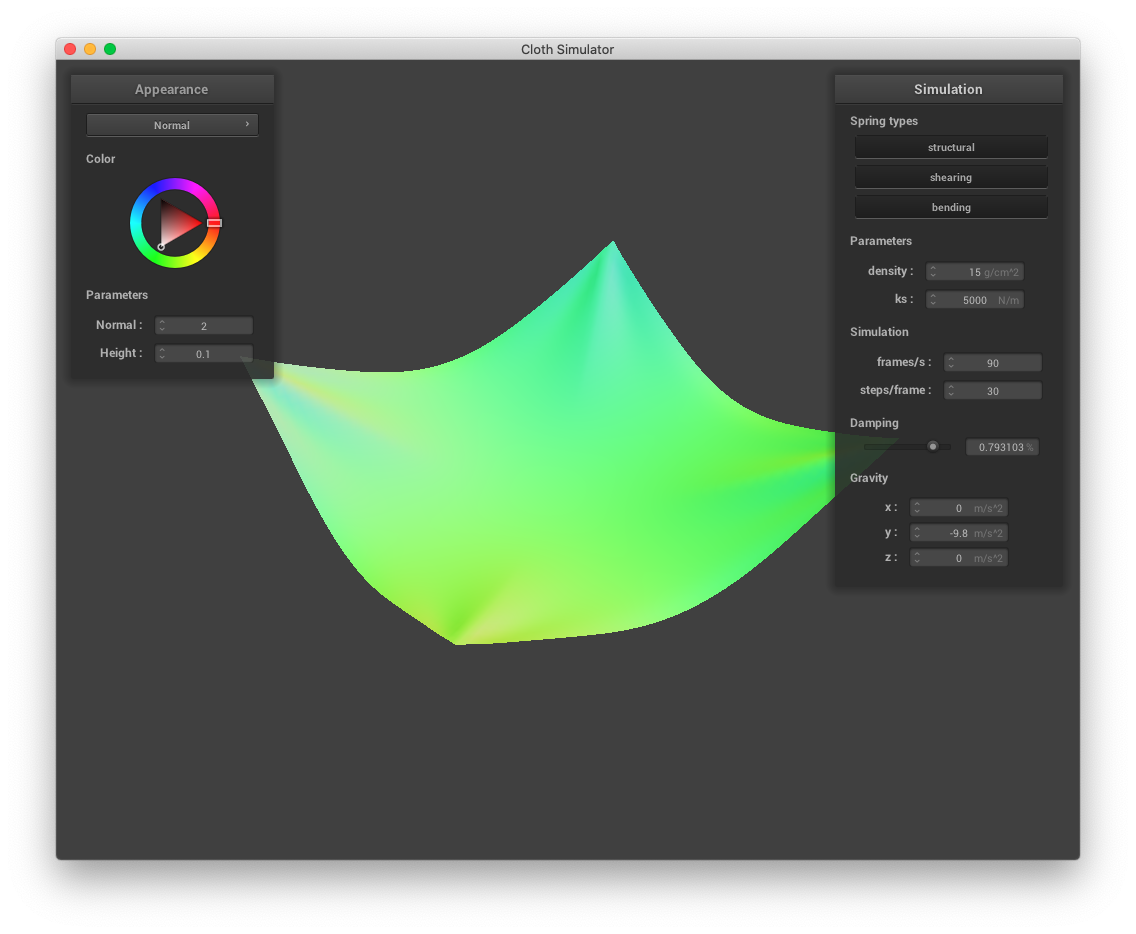 Cloth Simulator
Appearance
Normal ›
Color
Parameters
Normal : 2
Height : 0.1
Simulation
Spring types
structural
shearing
bending
Parameters
density : 15 g/cm^2
ks : 5000 N/m
Simulation
frames/s : 90
steps/frame : 30
Damping
0.793103 %
Gravity
x : 0 m/s^2
y : -9.8 m/s^2
z : 0 m/s^2